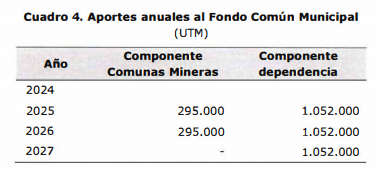 Cuadro 4. Aportes anuales al Fondo Común Municipal
(UTM)
Año Componente Comunas Mineras Componente dependencia
2024
2025 295.000 1.052.000
2026 295.000 1.052.000
2027 - 1.052.000